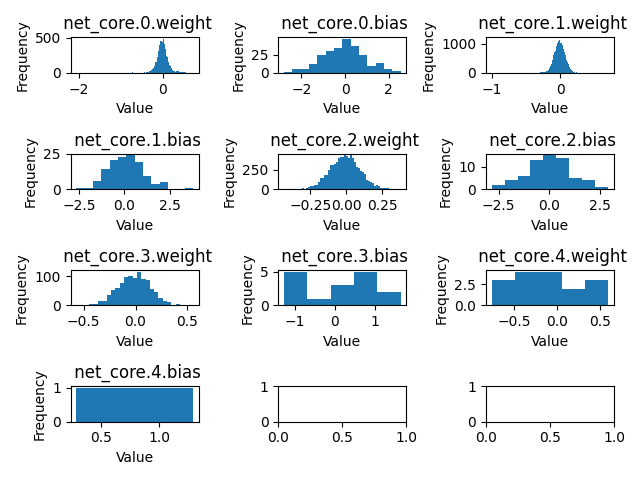 net_core.0.weight
net_core.0.bias
net_core.1.weight
Frequency
500
0
−2
0
Value
Frequency
25
0
−2
0
2
Value
Frequency
1000
0
−1
0
Value
net_core.1.bias
net_core.2.weight
net_core.2.bias
Frequency
25
0
−2.5
0.0
2.5
Value
Frequency
250
0
−0.25
0.00
0.25
Value
Frequency
10
0
−2.5
0.0
2.5
Value
net_core.3.weight
net_core.3.bias
net_core.4.weight
Frequency
100
0
−0.5
0.0
0.5
Value
Frequency
5
0
−1
0
1
Value
Frequency
2.5
0.0
−0.5
0.0
0.5
Value
net_core.4.bias
Frequency
1
0
0.5
1.0
Value
1
0
0.0
0.5
1.0
1
0
0.0
0.5
1.0